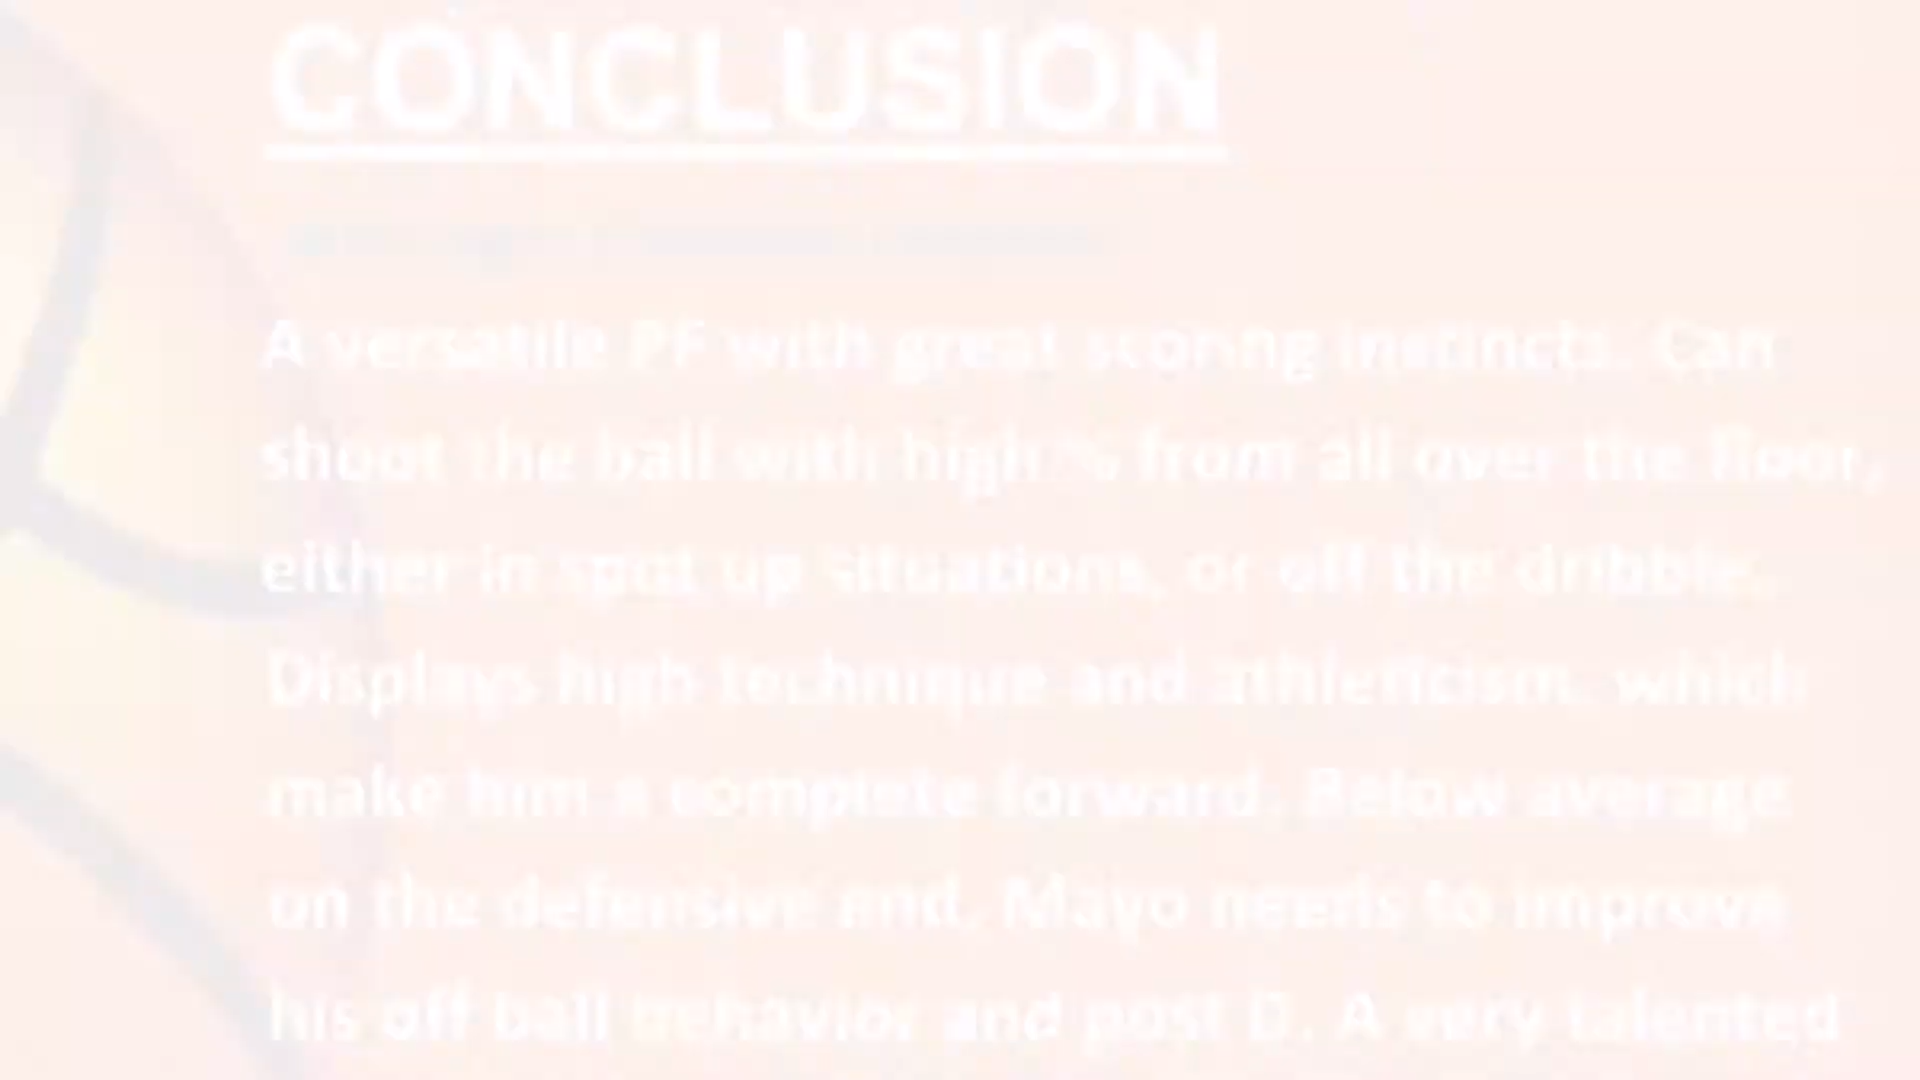 CONCLUSION
A versatile PF with great scoring instincts. Can
shoot the ball with high % from all over the floor,
either in spot up situations, or off the dribble.
Displays high technique and athleticism, which
make him a complete forward. Below average
on the defensive end, Mayo needs to improve
his off ball behavior and post D. A very talented